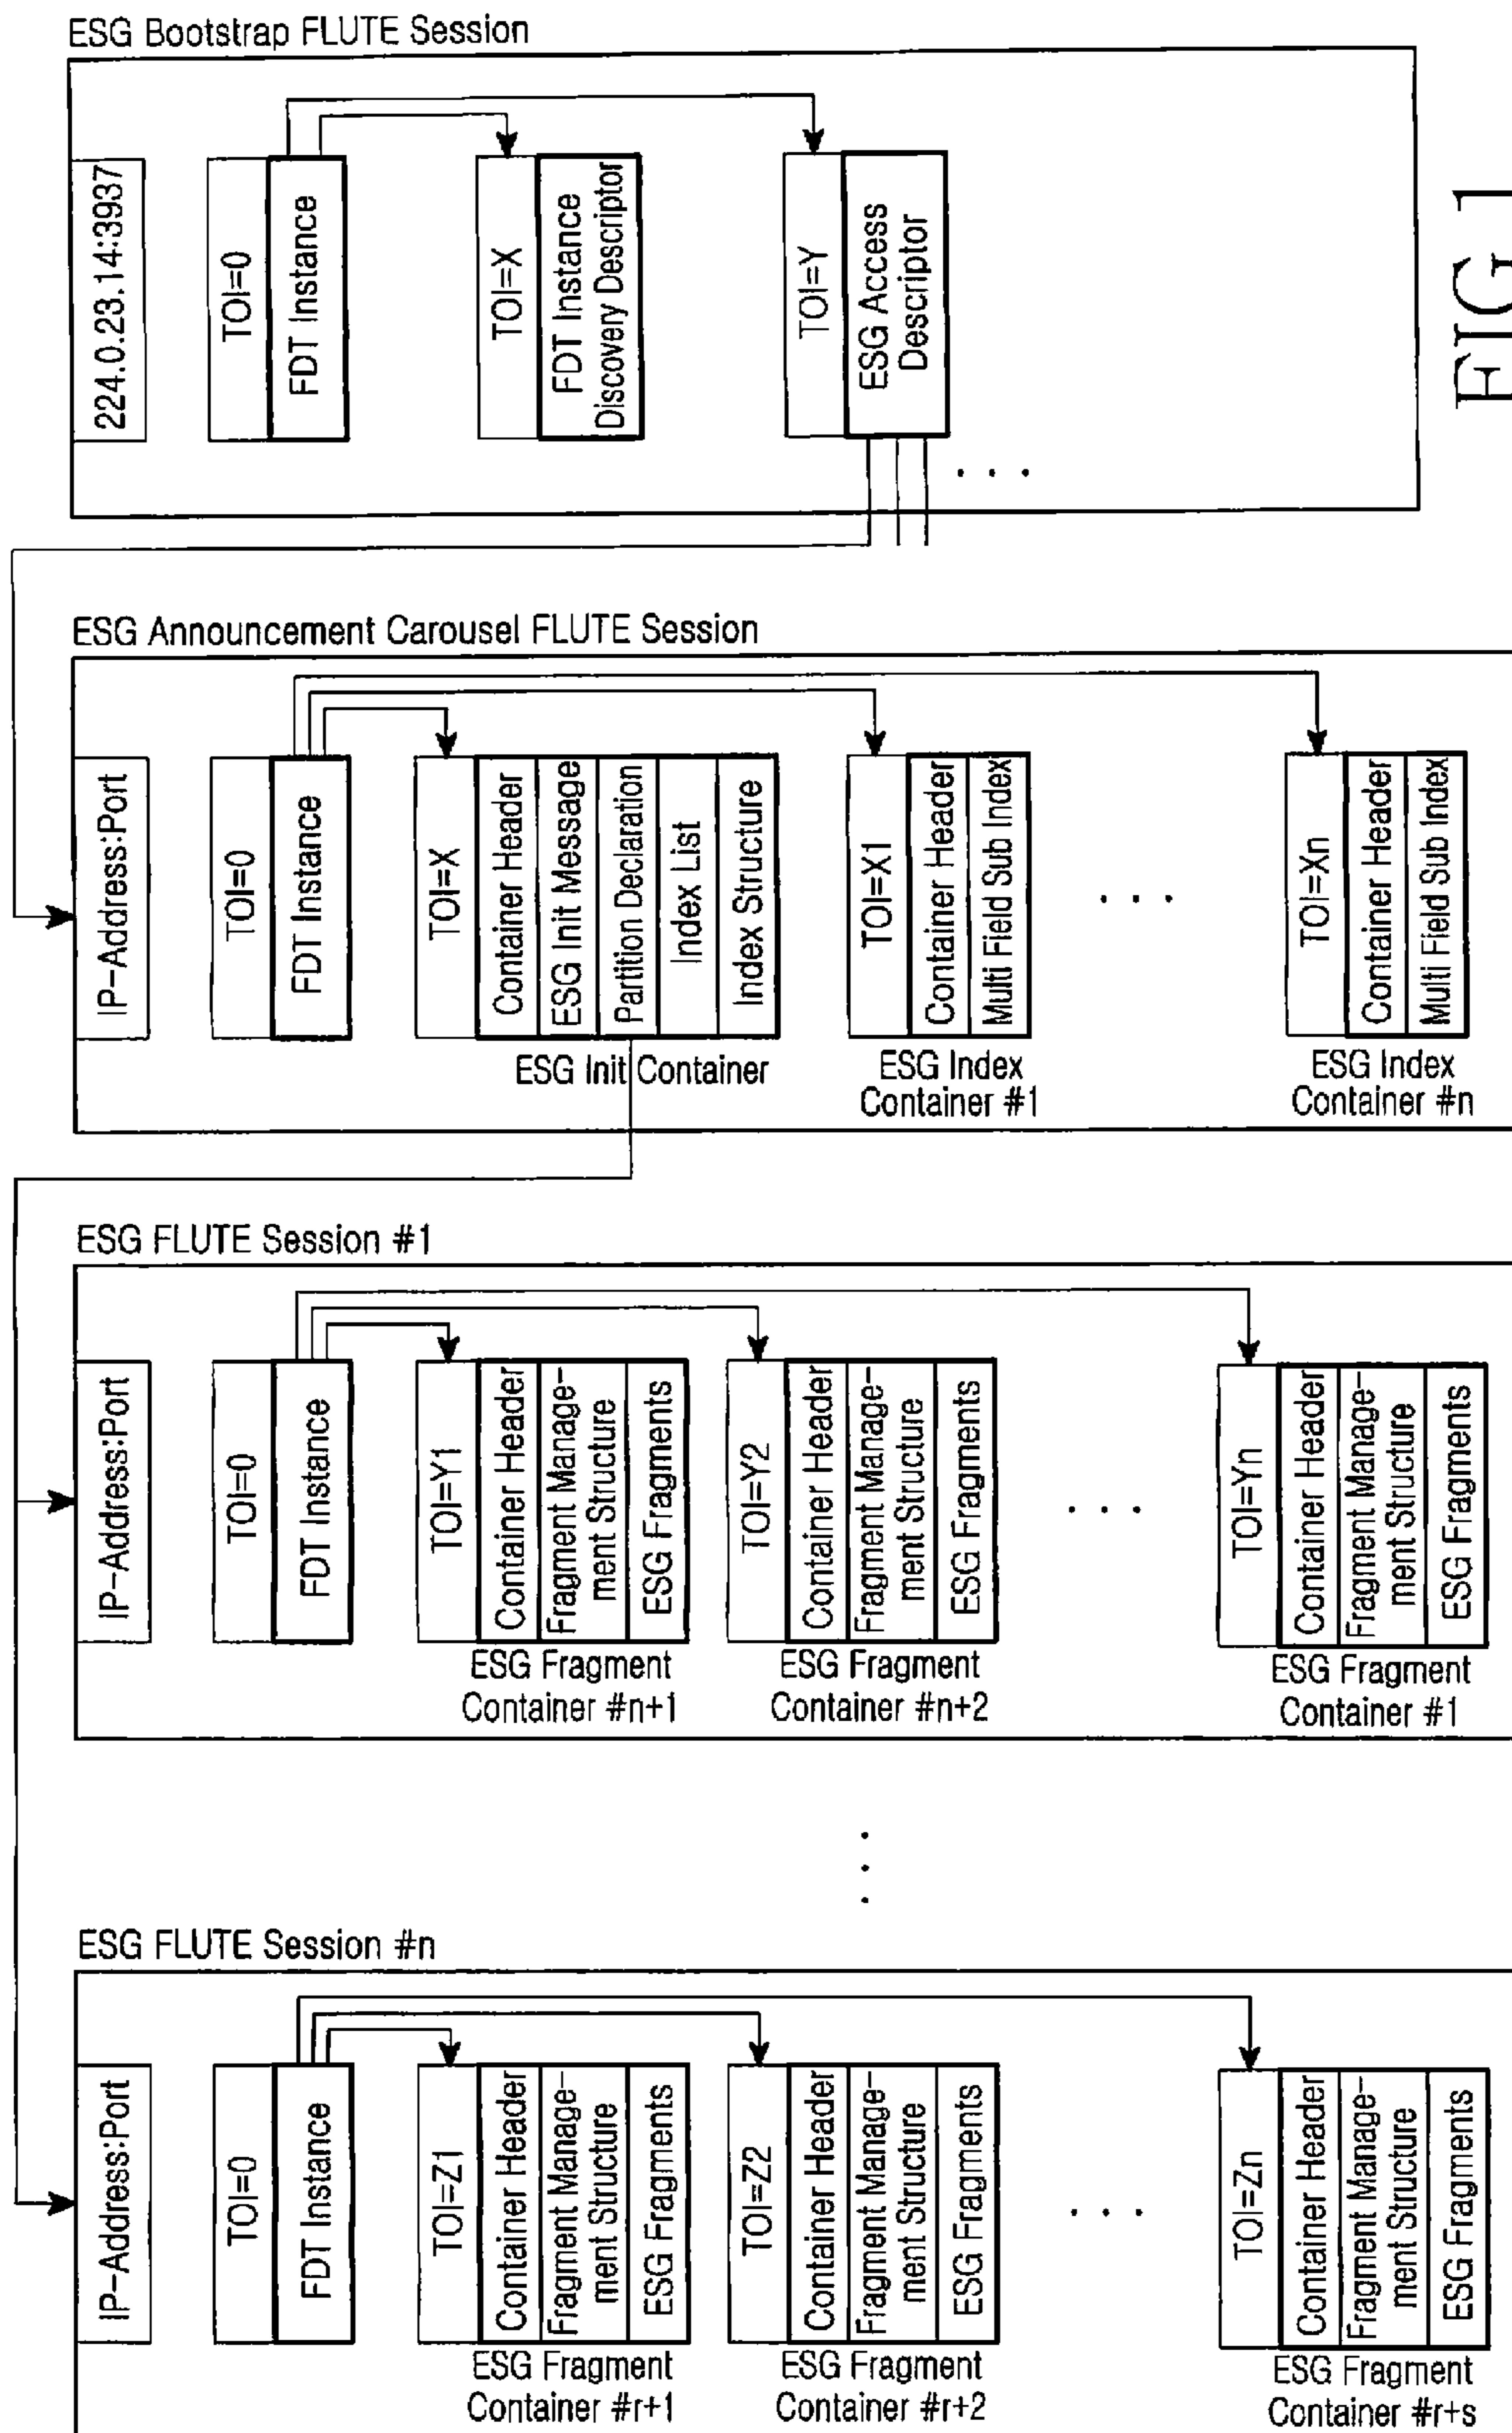 ESG Bootstrap FLUTE Session
224.0.23.14:3937
TOI=0
FDT Instance
TOI=X
FDT Instance
Discovery Descriptor
TOI=Y
ESG Access
Descriptor
. . .
FIG.1
ESG Announcement Carousel FLUTE Session
IP-Address:Port
TOI=0
FDT Instance
TOI=X
Container Header
ESG Init Message
Partition Declaration
Index List
Index Structure
ESG Init Container
TOI=X1
Container Header
Multi Field Sub Index
ESG Index
Container #1
. . .
TOI=Xn
Container Header
Multi Field Sub Index
ESG Index
Container #n
ESG FLUTE Session #1
IP-Address:Port
TOI=0
FDT Instance
TOI=Y1
Container Header
Fragment Manage-
ment Structure
ESG Fragments
ESG Fragment
Container #n+1
TOI=Y2
Container Header
Fragment Manage-
ment Structure
ESG Fragments
ESG Fragment
Container #n+2
. . .
TOI=Yn
Container Header
Fragment Manage-
ment Structure
ESG Fragments
ESG Fragment
Container #1
. . .
ESG FLUTE Session #n
IP-Address:Port
TOI=0
FDT Instance
TOI=Z1
Container Header
Fragment Manage-
ment Structure
ESG Fragments
ESG Fragment
Container #r+1
TOI=Z2
Container Header
Fragment Manage-
ment Structure
ESG Fragments
ESG Fragment
Container #r+2
. . .
TOI=Zn
Container Header
Fragment Manage-
ment Structure
ESG Fragments
ESG Fragment
Container #r+s